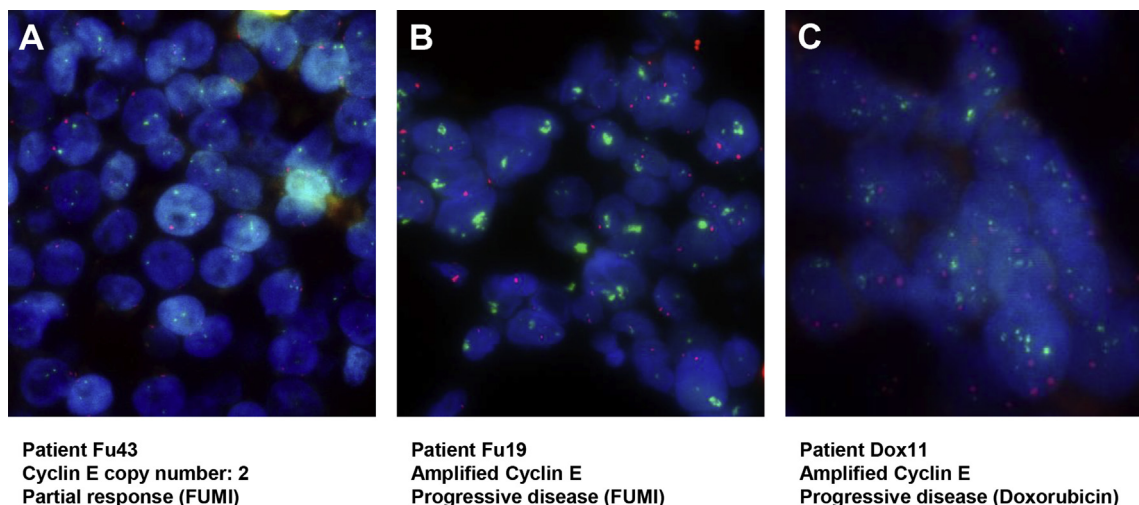 A
B
C
Patient Fu43
Cyclin E copy number: 2
Partial response (FUMI)
Patient Fu19
Amplified Cyclin E
Progressive disease (FUMI)
Patient Dox11
Amplified Cyclin E
Progressive disease (Doxorubicin)